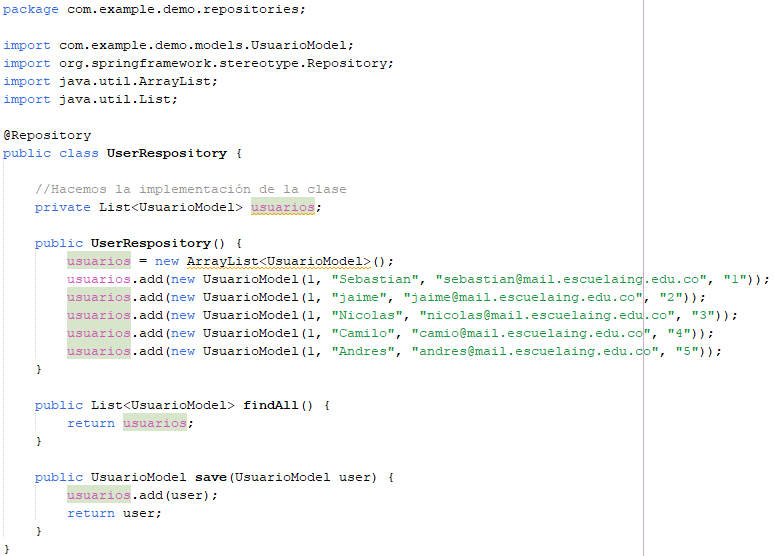 package com.example.demo.repositories;

import com.example.demo.models.UsuarioModel;
import org.springframework.stereotype.Repository;
import java.util.ArrayList;
import java.util.List;

@Repository
public class UserRespository {

    //Hacemos la implementación de la clase
    private List<UsuarioModel> usuarios;

    public UserRespository() {
        usuarios = new ArrayList<UsuarioModel>();
        usuarios.add(new UsuarioModel(1, "Sebastian", "sebastian@mail.escuelaing.edu.co", "1"));
        usuarios.add(new UsuarioModel(1, "jaime", "jaime@mail.escuelaing.edu.co", "2"));
        usuarios.add(new UsuarioModel(1, "Nicolas", "nicolas@mail.escuelaing.edu.co", "3"));
        usuarios.add(new UsuarioModel(1, "Camilo", "camio@mail.escuelaing.edu.co", "4"));
        usuarios.add(new UsuarioModel(1, "Andres", "andres@mail.escuelaing.edu.co", "5"));
    }

    public List<UsuarioModel> findAll() {
        return usuarios;
    }

    public UsuarioModel save(UsuarioModel user) {
        usuarios.add(user);
        return user;
    }
}